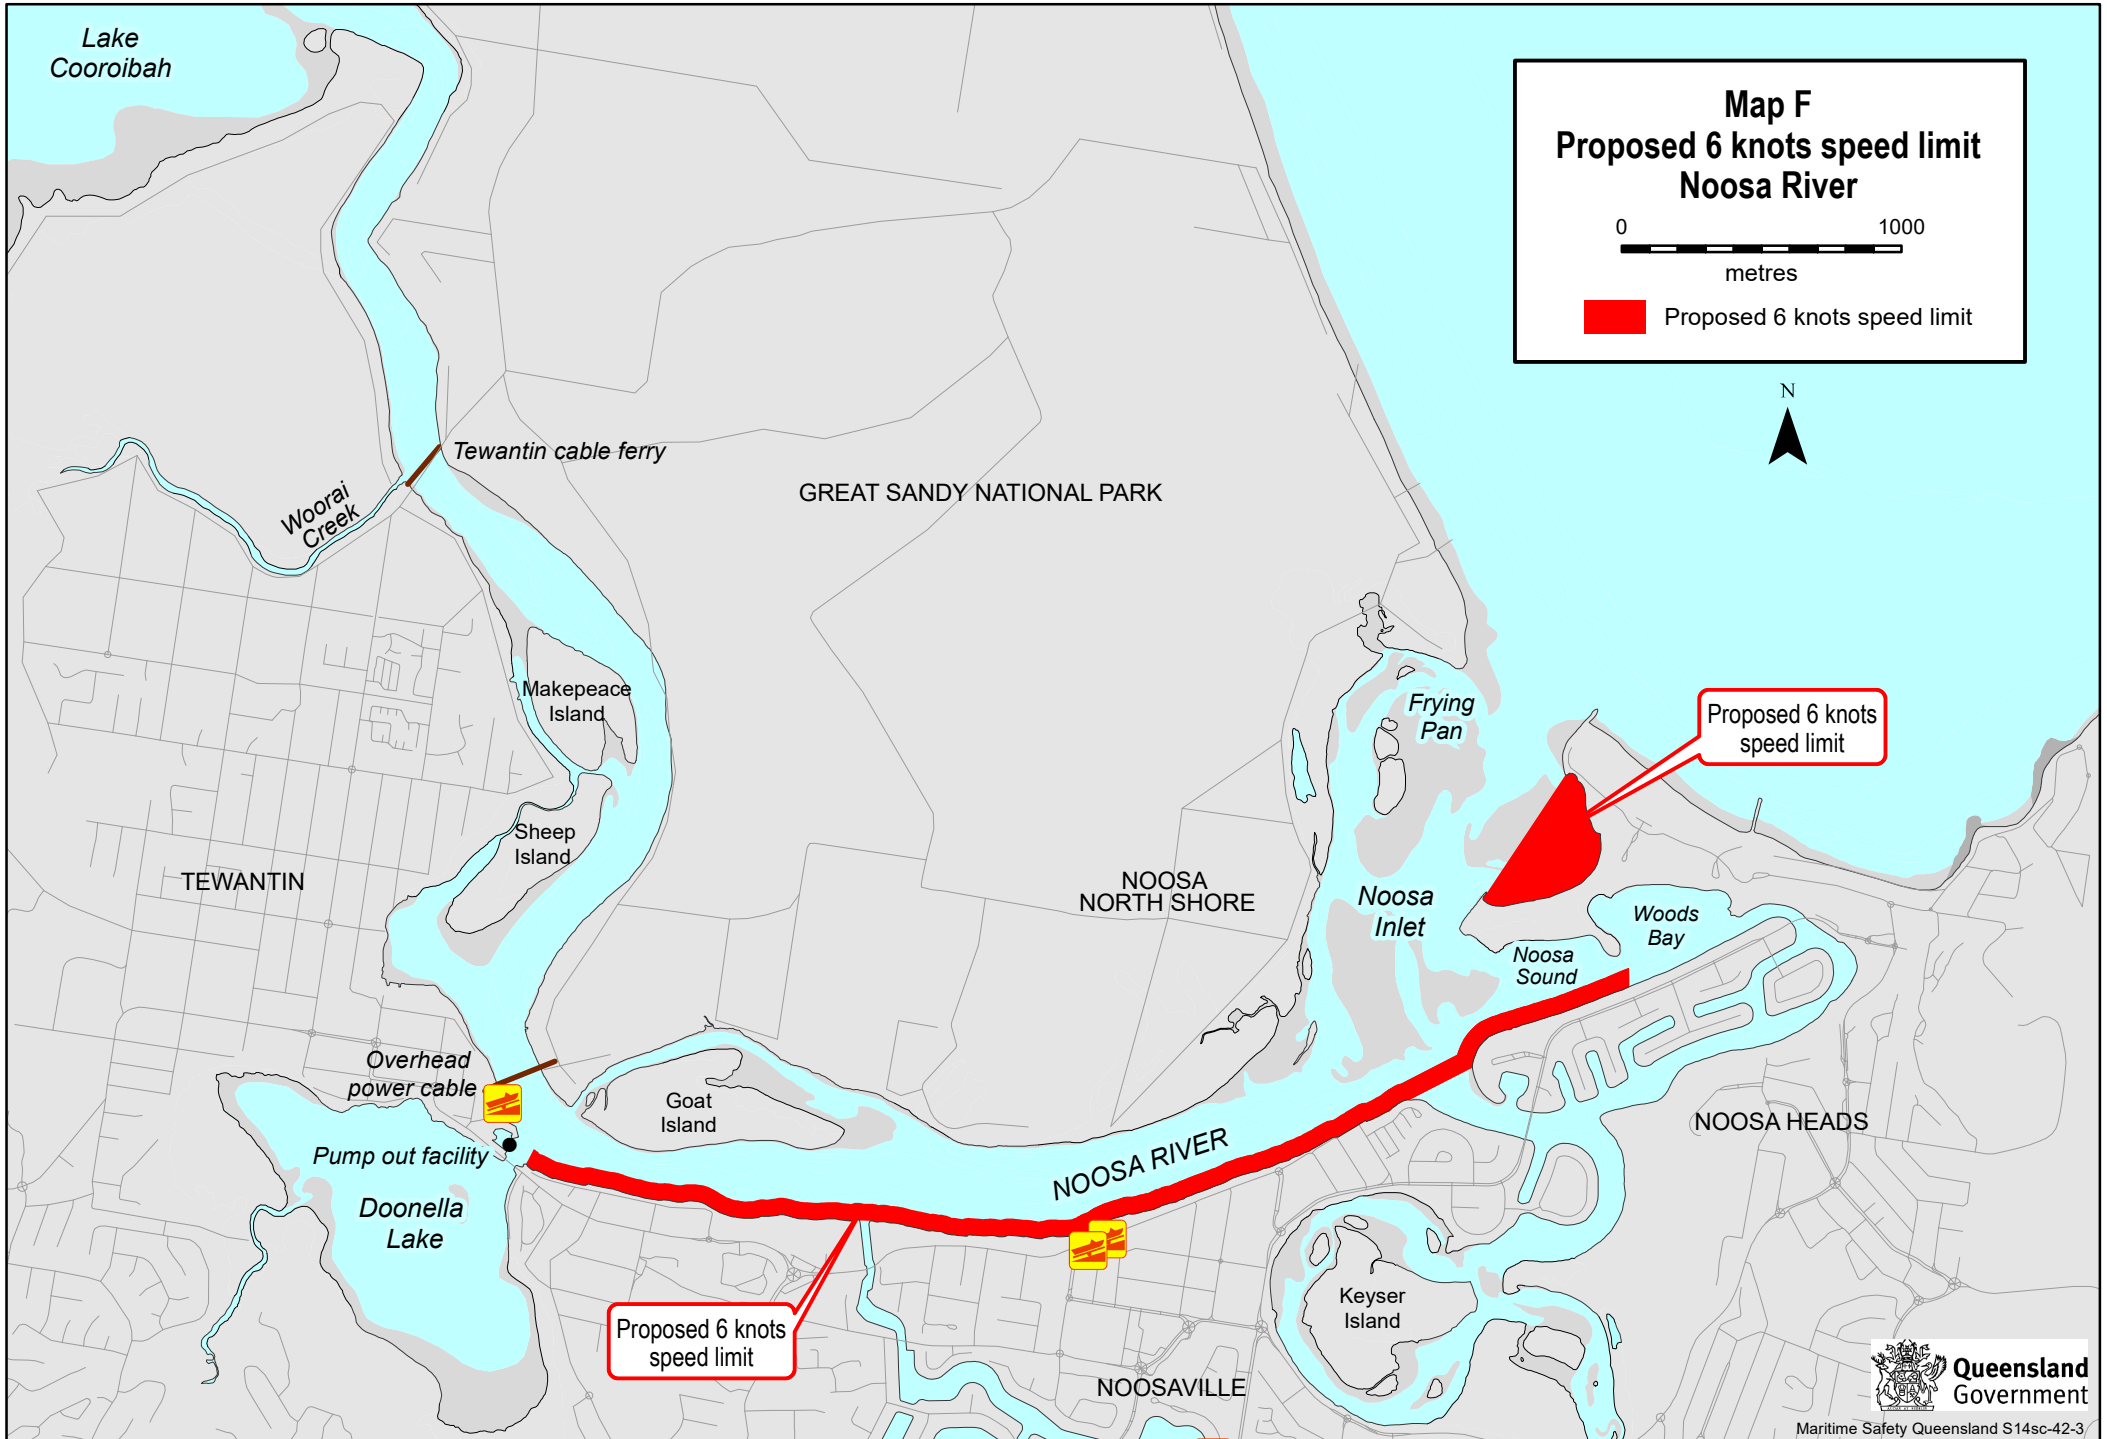 Lake
Cooroibah
Map F
Proposed 6 knots speed limit
Noosa River
0 1000
metres
Proposed 6 knots speed limit
N
Tewantin cable ferry
GREAT SANDY NATIONAL PARK
Woorai
Creek
Makepeace
Island
Frying
Pan
Proposed 6 knots
speed limit
Sheep
Island
TEWANTIN
NOOSA
NORTH SHORE
Noosa
Inlet
Woods
Bay
Noosa
Sound
Overhead
power cable
Goat
Island
NOOSA HEADS
Pump out facility
NOOSA RIVER
Doonella
Lake
Keyser
Island
Proposed 6 knots
speed limit
NOOSAVILLE
Queensland
Government
Maritime Safety Queensland S14sc-42-3